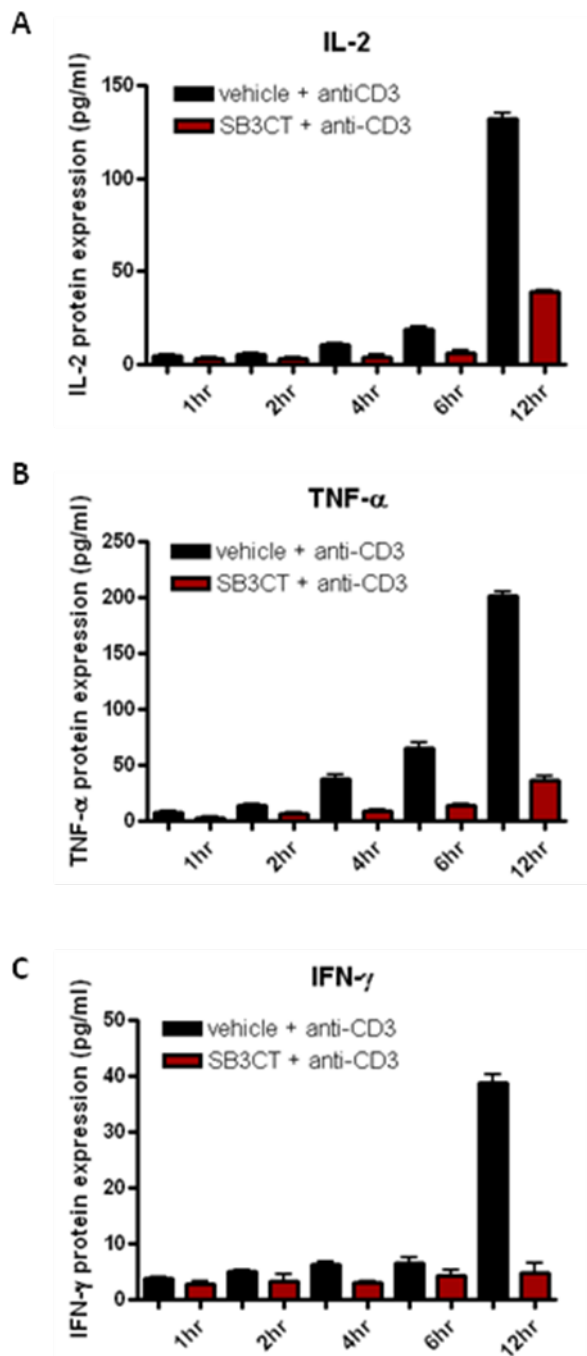 A
IL-2
vehicle + antiCD3
SB3CT + anti-CD3
IL-2 protein expression (pg/ml)
150
100
50
0
1hr
2hr
4hr
6hr
12hr
B
TNF-α
vehicle + anti-CD3
SB3CT + anti-CD3
TNF-α protein expression (pg/ml)
250
200
150
100
50
0
1hr
2hr
4hr
6hr
12hr
C
IFN-γ
vehicle + anti-CD3
SB3CT + anti-CD3
IFN-γ protein expression (pg/ml)
50
40
30
20
10
0
1hr
2hr
4hr
6hr
12hr